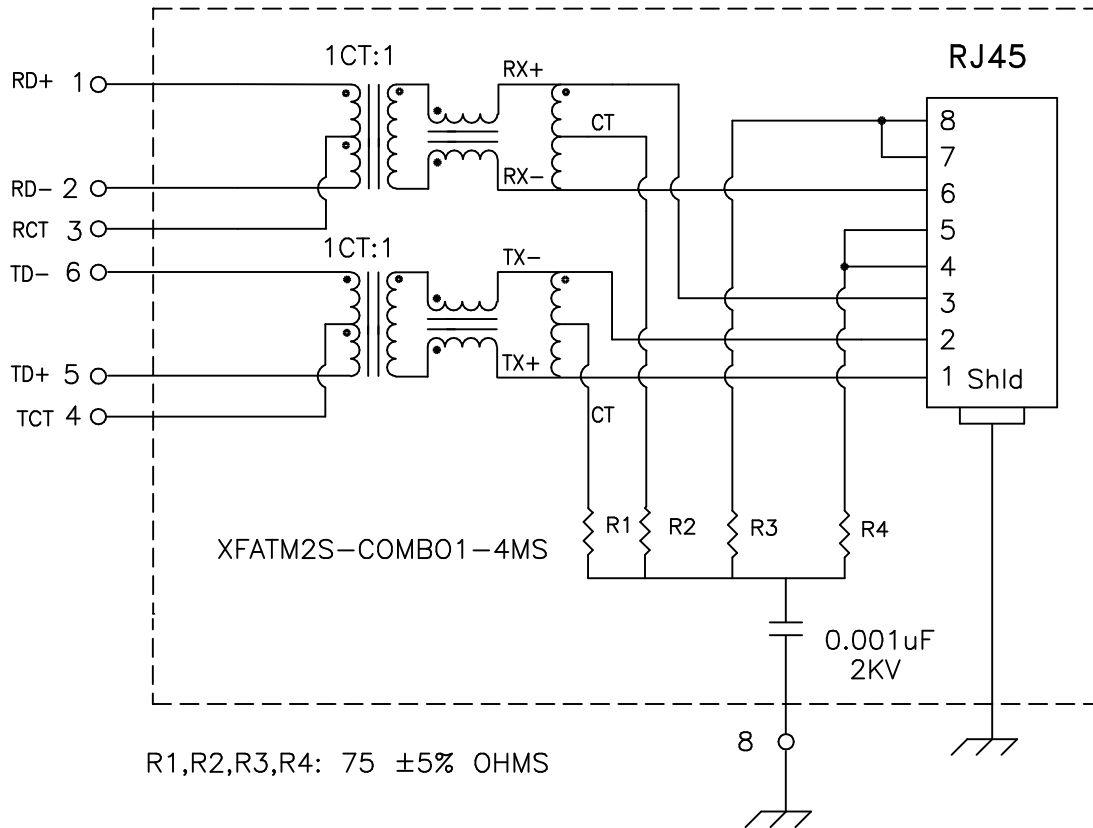 RJ45
1CT:1
RD+ 1
RX+
CT
RX-
RD- 2
RCT 3
8
7
6
5
4
3
2
1 Shld
1CT:1
TD- 6
TX-
TX+
TD+ 5
TCT 4
CT
R1
R2
R3
R4
XFATM2S-COMBO1-4MS
0.001uF
2KV
8
R1,R2,R3,R4: 75 ±5% OHMS